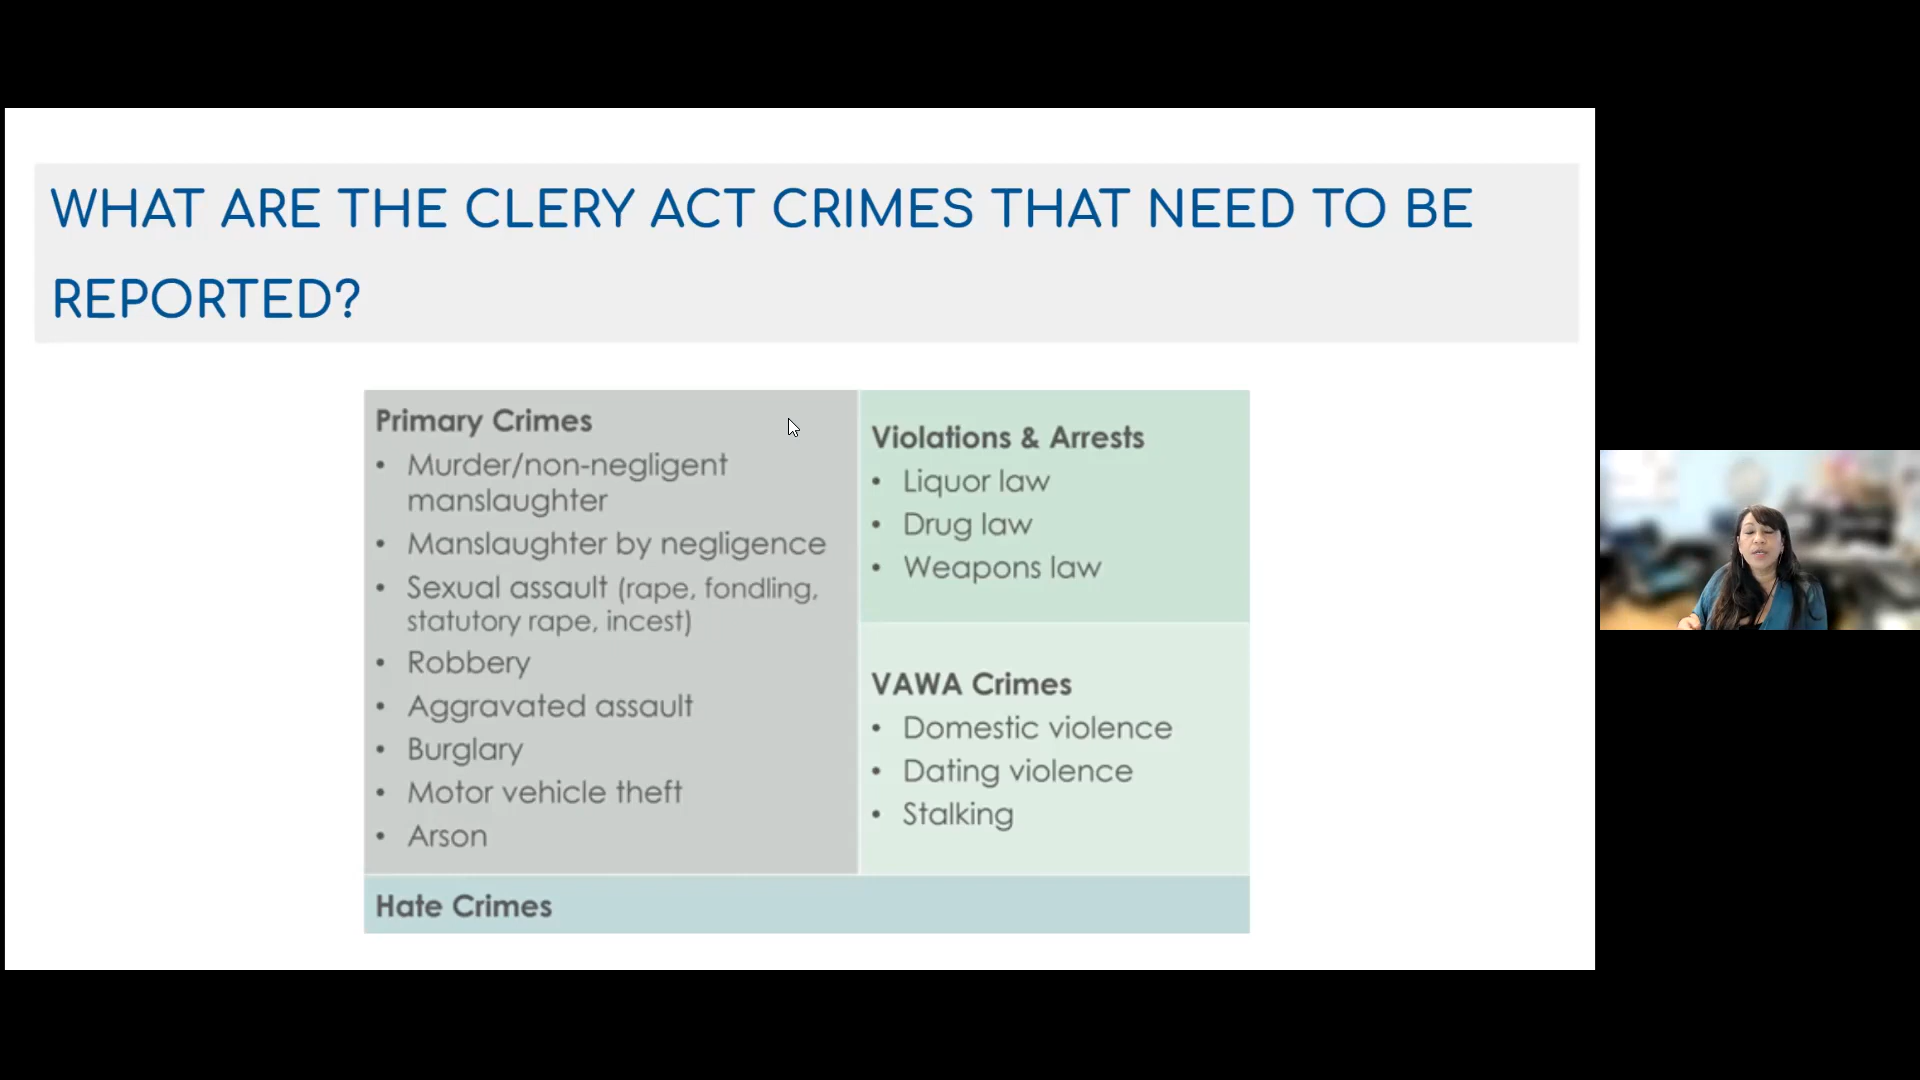 WHAT ARE THE CLERY ACT CRIMES THAT NEED TO BE
REPORTED?
Primary Crimes
• Murder/non-negligent
manslaughter
• Manslaughter by negligence
• Sexual assault (rape, fondling,
statutory rape, incest)
• Robbery
• Aggravated assault
• Burglary
• Motor vehicle theft
• Arson
Violations & Arrests
• Liquor law
• Drug law
• Weapons law
VAWA Crimes
• Domestic violence
• Dating violence
• Stalking
Hate Crimes